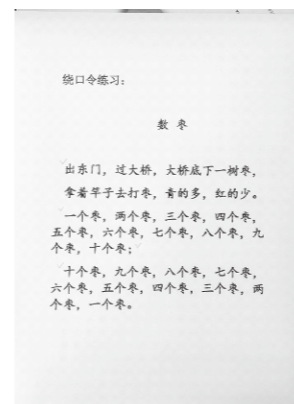 绕口令练习：
数 枣
出东门，过大桥，大桥底下一树枣，
拿着竿子去打枣，青的多，红的少。
一个枣，两个枣，三个枣，四个枣，
五个枣，六个枣，七个枣，八个枣，九
个枣，十个枣；
十个枣，九个枣，八个枣，七个枣，
六个枣，五个枣，四个枣，三个枣，两
个枣，一个枣。